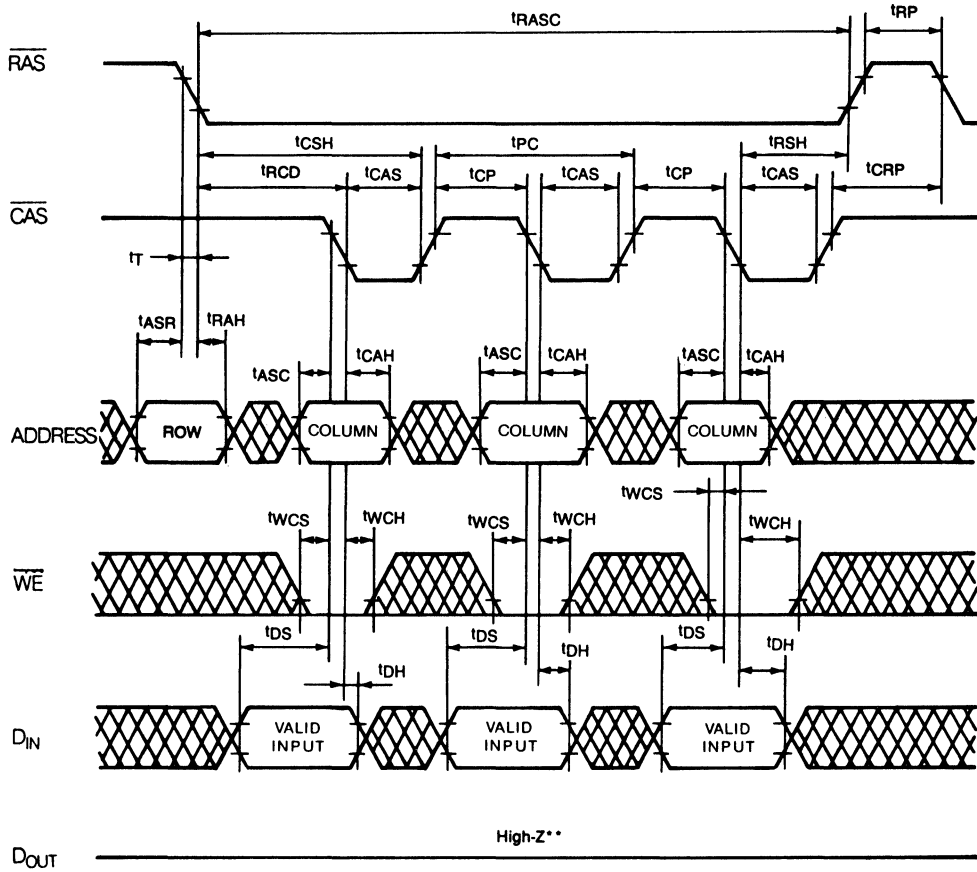 tRASC tRP
RAS
tCSH tPC tRSH
tRCD tCAS tCP tCAS tCP tCAS tCRP
CAS
tT
tASR tRAH
tASC tCAH tASC tCAH tASC tCAH
ADDRESS ROW COLUMN COLUMN COLUMN
tWCS
tWCS tWCH tWCS tWCH tWCH
WE
tDS tDS tDS
tDH tDH tDH
DIN VALID INPUT VALID INPUT VALID INPUT
High-Z**
DOUT